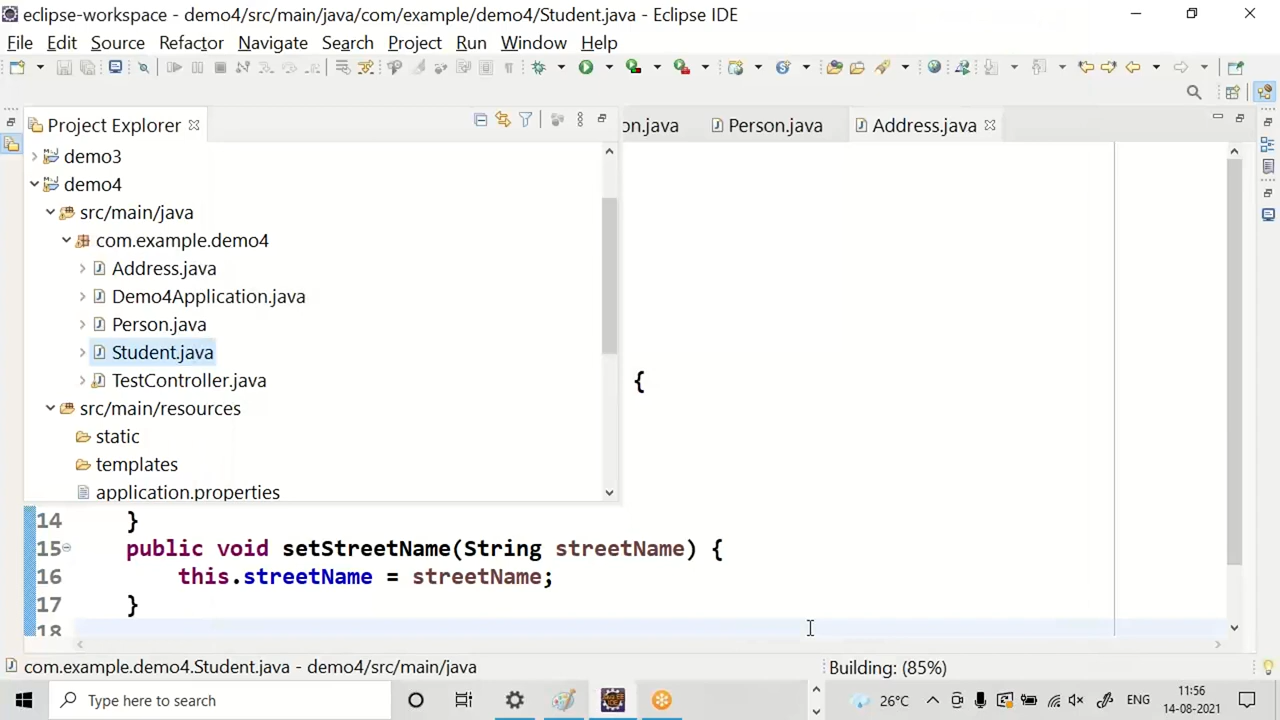 eclipse-workspace - demo4/src/main/java/com/example/demo4/Student.java - Eclipse IDE
File Edit Source Refactor Navigate Search Project Run Window Help
Project Explorer
on.java
Person.java
Address.java
demo3
demo4
src/main/java
com.example.demo4
Address.java
Demo4Application.java
Person.java
Student.java
TestController.java
src/main/resources
static
templates
application.properties
{
14 }
15 public void setStreetName(String streetName) {
16 this.streetName = streetName;
17 }
18
com.example.demo4.Student.java - demo4/src/main/java
Building: (85%)
Type here to search
26°C
ENG
11:56
14-08-2021